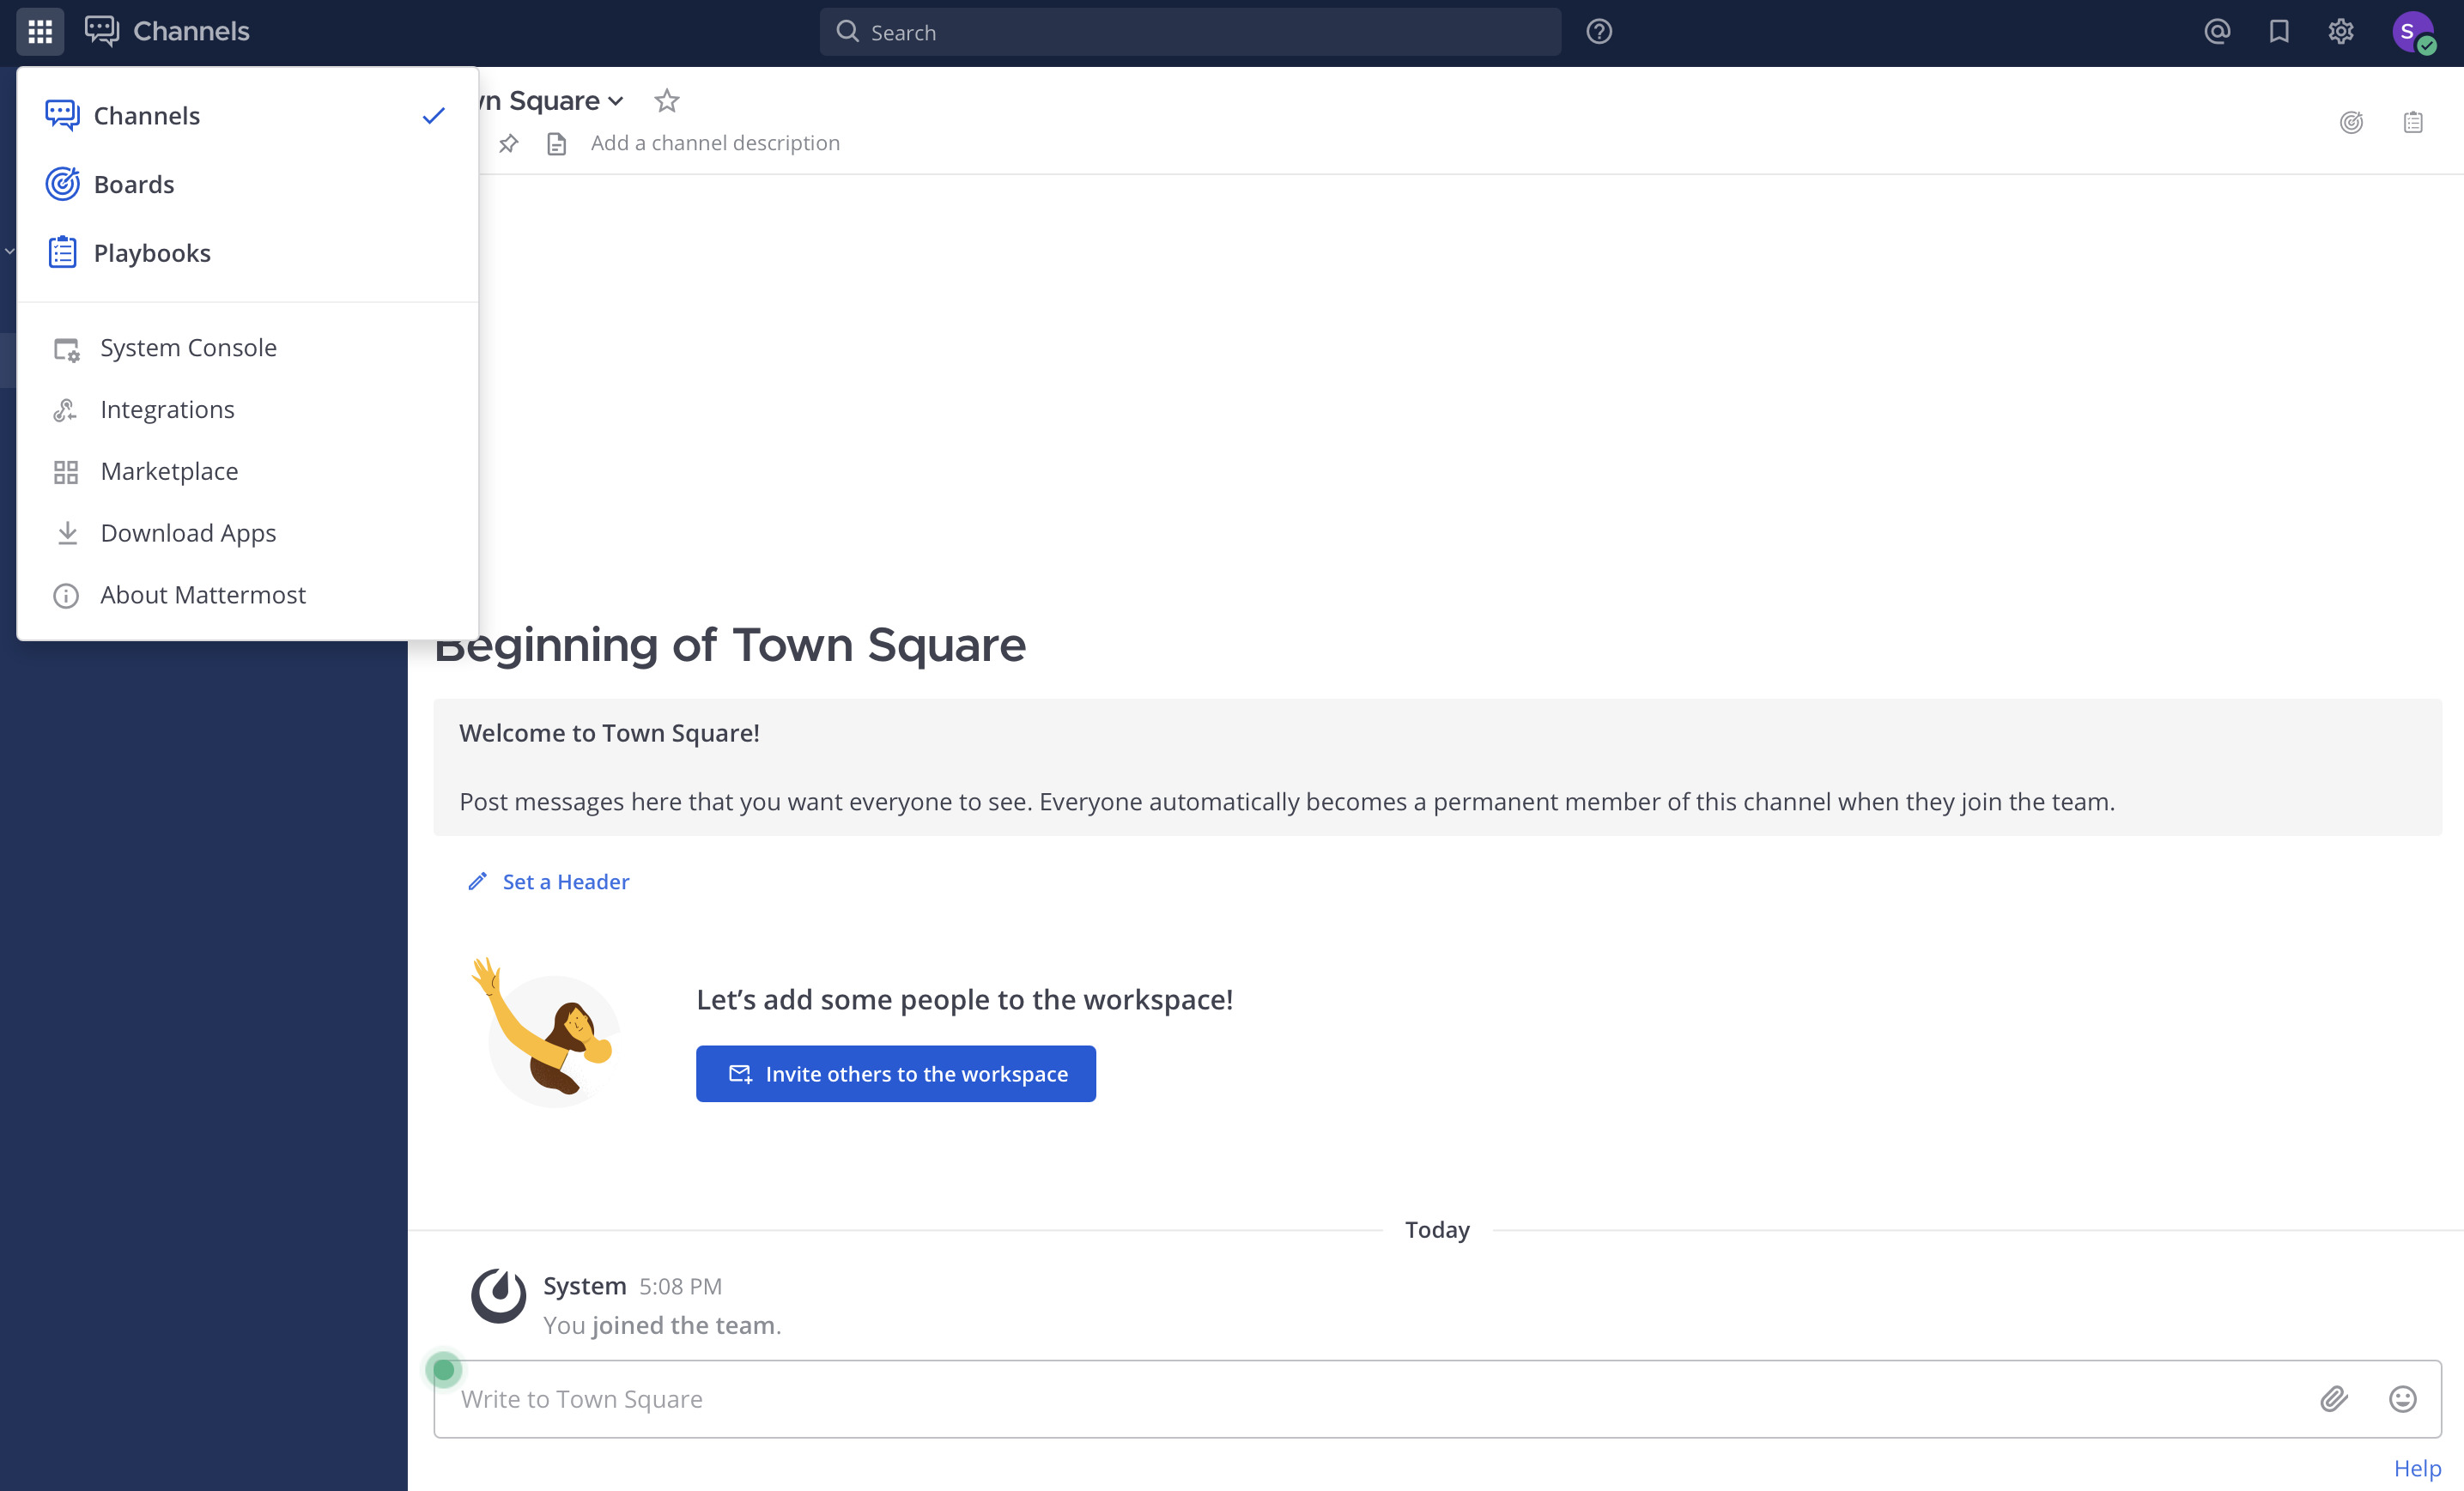 Channels
Search
S
Channels
Boards
Playbooks
System Console
Integrations
Marketplace
Download Apps
About Mattermost
Square
Add a channel description
Beginning of Town Square
Welcome to Town Square!
Post messages here that you want everyone to see. Everyone automatically becomes a permanent member of this channel when they join the team.
Set a Header
Let’s add some people to the workspace!
Invite others to the workspace
Today
System 5:08 PM
You joined the team.
Write to Town Square
Help